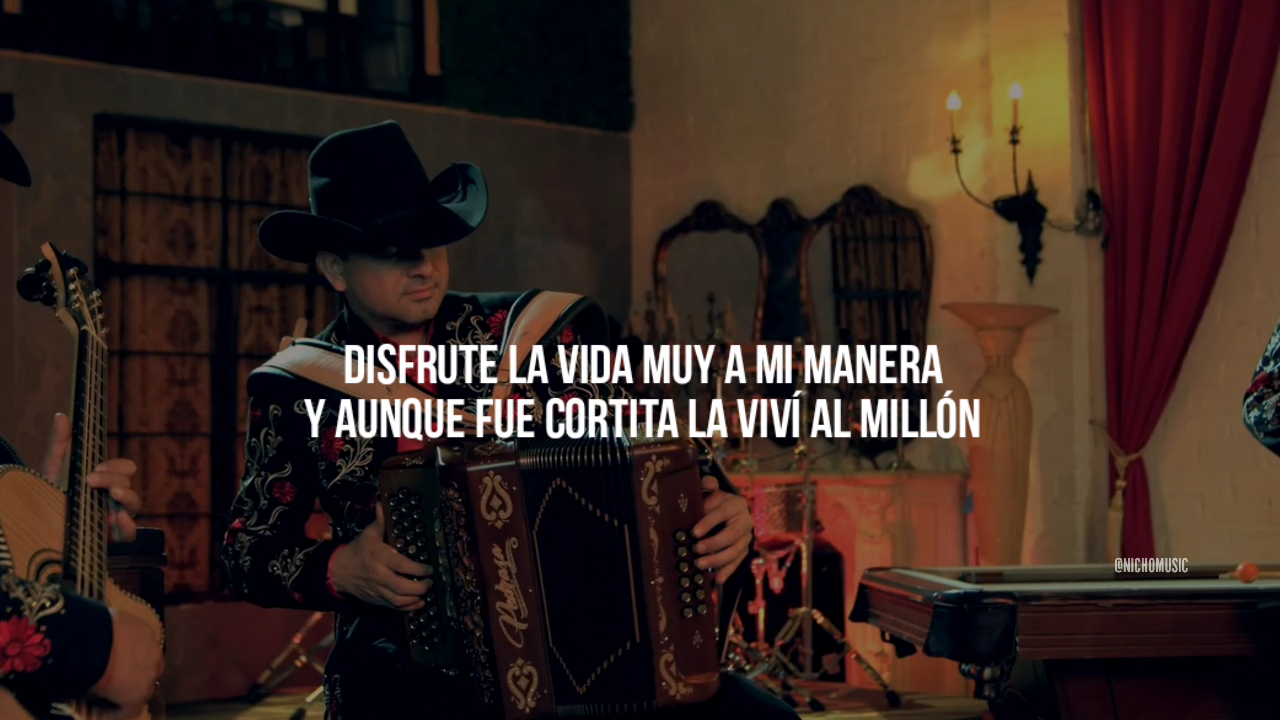 DISFRUTE LA VIDA MUY A MI MANERA
Y AUNQUE FUE CORTITA LA VIVÍ AL MILLÓN
@NICHOMUSIC